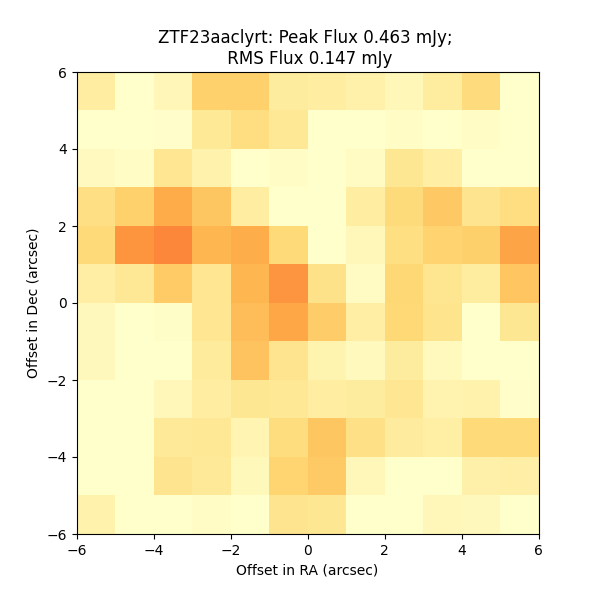 ZTF23aaclyrt: Peak Flux 0.463 mJy;
RMS Flux 0.147 mJy
6
4
2
0
−2
−4
−6
Offset in Dec (arcsec)
−6 −4 −2 0 2 4 6
Offset in RA (arcsec)